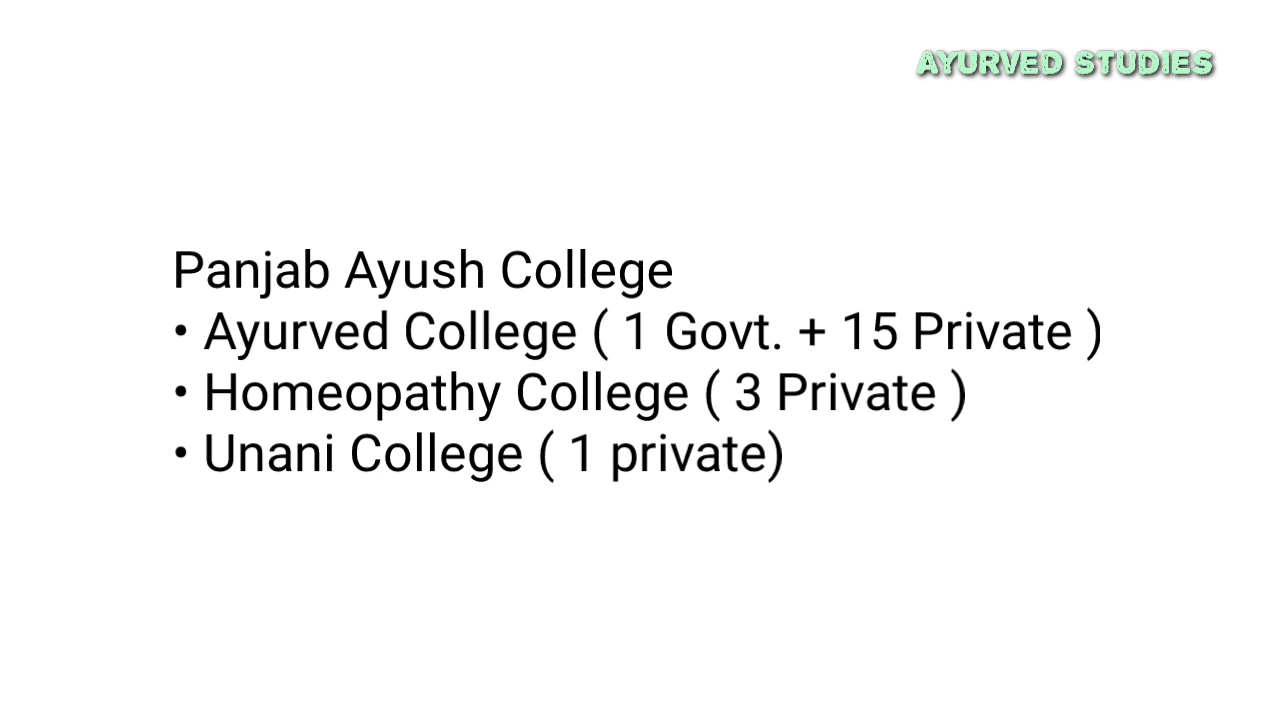 AYURVED STUDIES
Panjab Ayush College
• Ayurved College ( 1 Govt. + 15 Private )
• Homeopathy College ( 3 Private )
• Unani College ( 1 private)